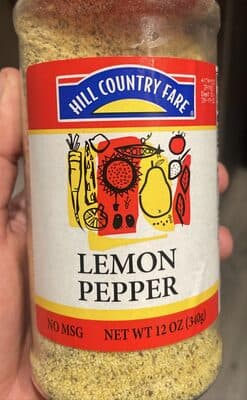 HILL COUNTRY FARE
LEMON
PEPPER
NO MSG NET WT 12 OZ (340g)